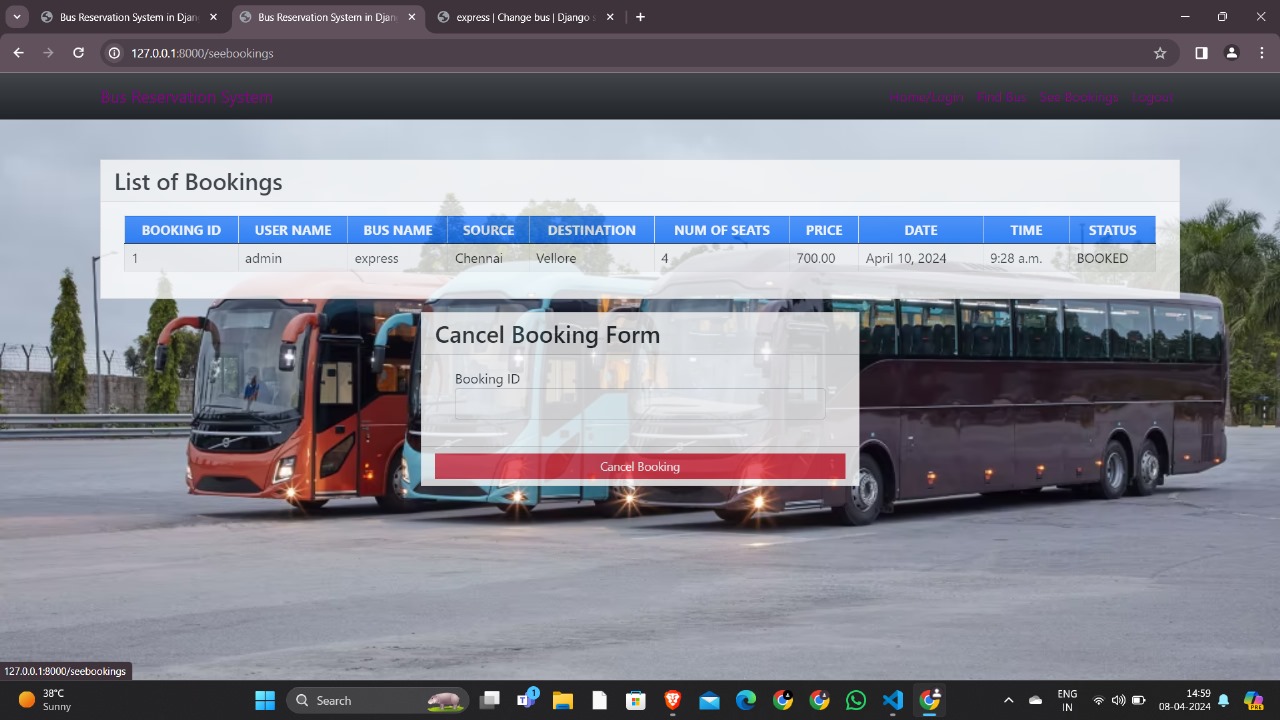 Bus Reservation System in Djan
Bus Reservation System in Djan
express | Change bus | Django s
127.0.0.1:8000/seebookings
Bus Reservation System
Home/Login Find Bus See Bookings Logout
List of Bookings
BOOKING ID USER NAME BUS NAME SOURCE DESTINATION NUM OF SEATS PRICE DATE TIME STATUS
1 admin express Chennai Vellore 4 700.00 April 10, 2024 9:28 a.m. BOOKED
Cancel Booking Form
Booking ID
Cancel Booking
127.0.0.1:8000/seebookings
38°C
Sunny
Search
1
ENG
IN
14:59
08-04-2024
PRE